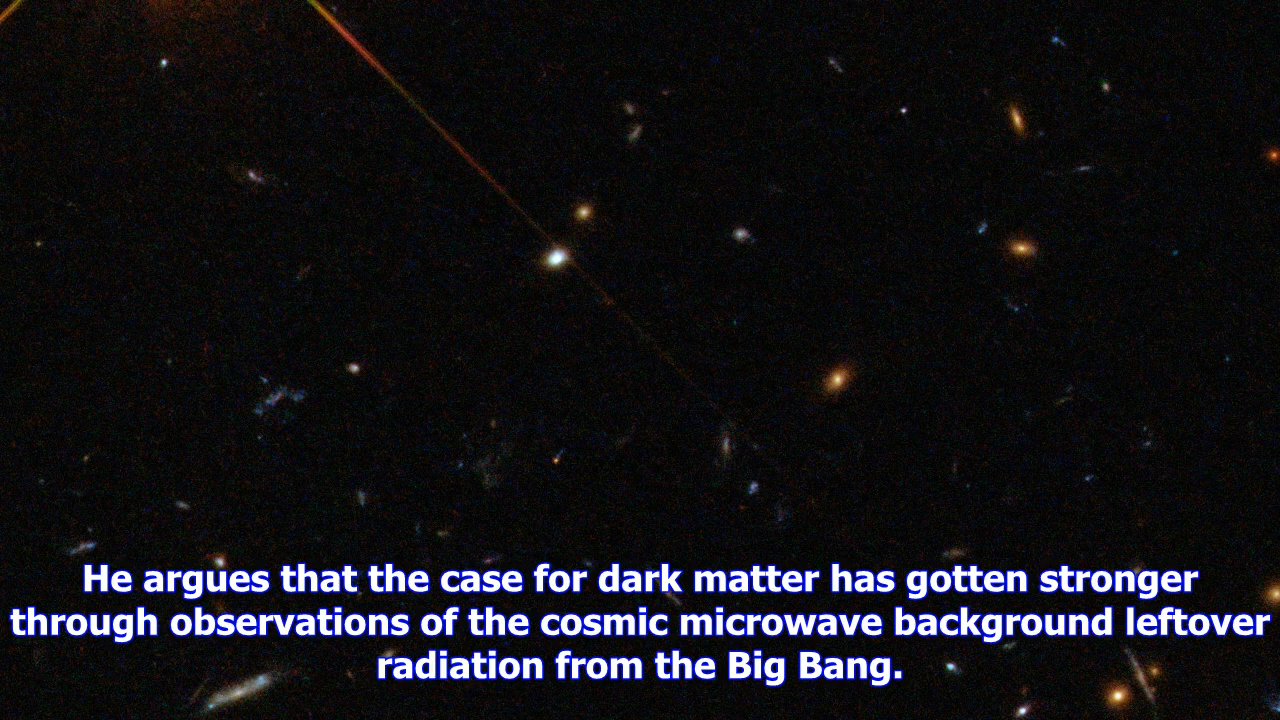 He argues that the case for dark matter has gotten stronger
through observations of the cosmic microwave background leftover
radiation from the Big Bang.